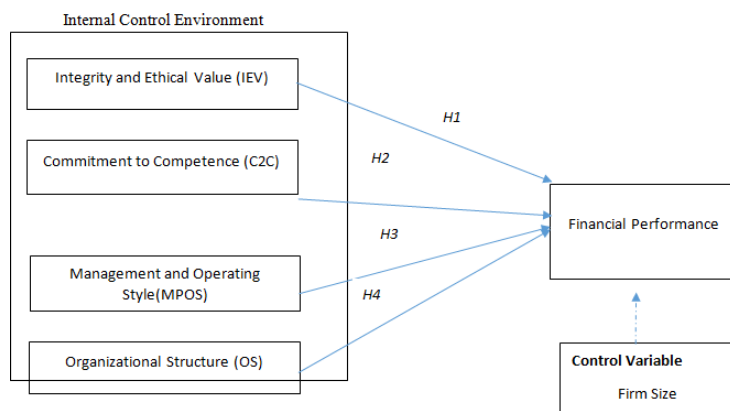 Internal Control Environment
Integrity and Ethical Value (IEV)
H1
Commitment to Competence (C2C)
H2
Financial Performance
H3
Management and Operating
Style(MPOS)
H4
Organizational Structure (OS)
Control Variable
Firm Size